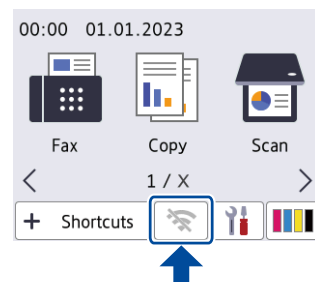 00:00 01.01.2023
Fax Copy Scan
< 1 / X >
+ Shortcuts